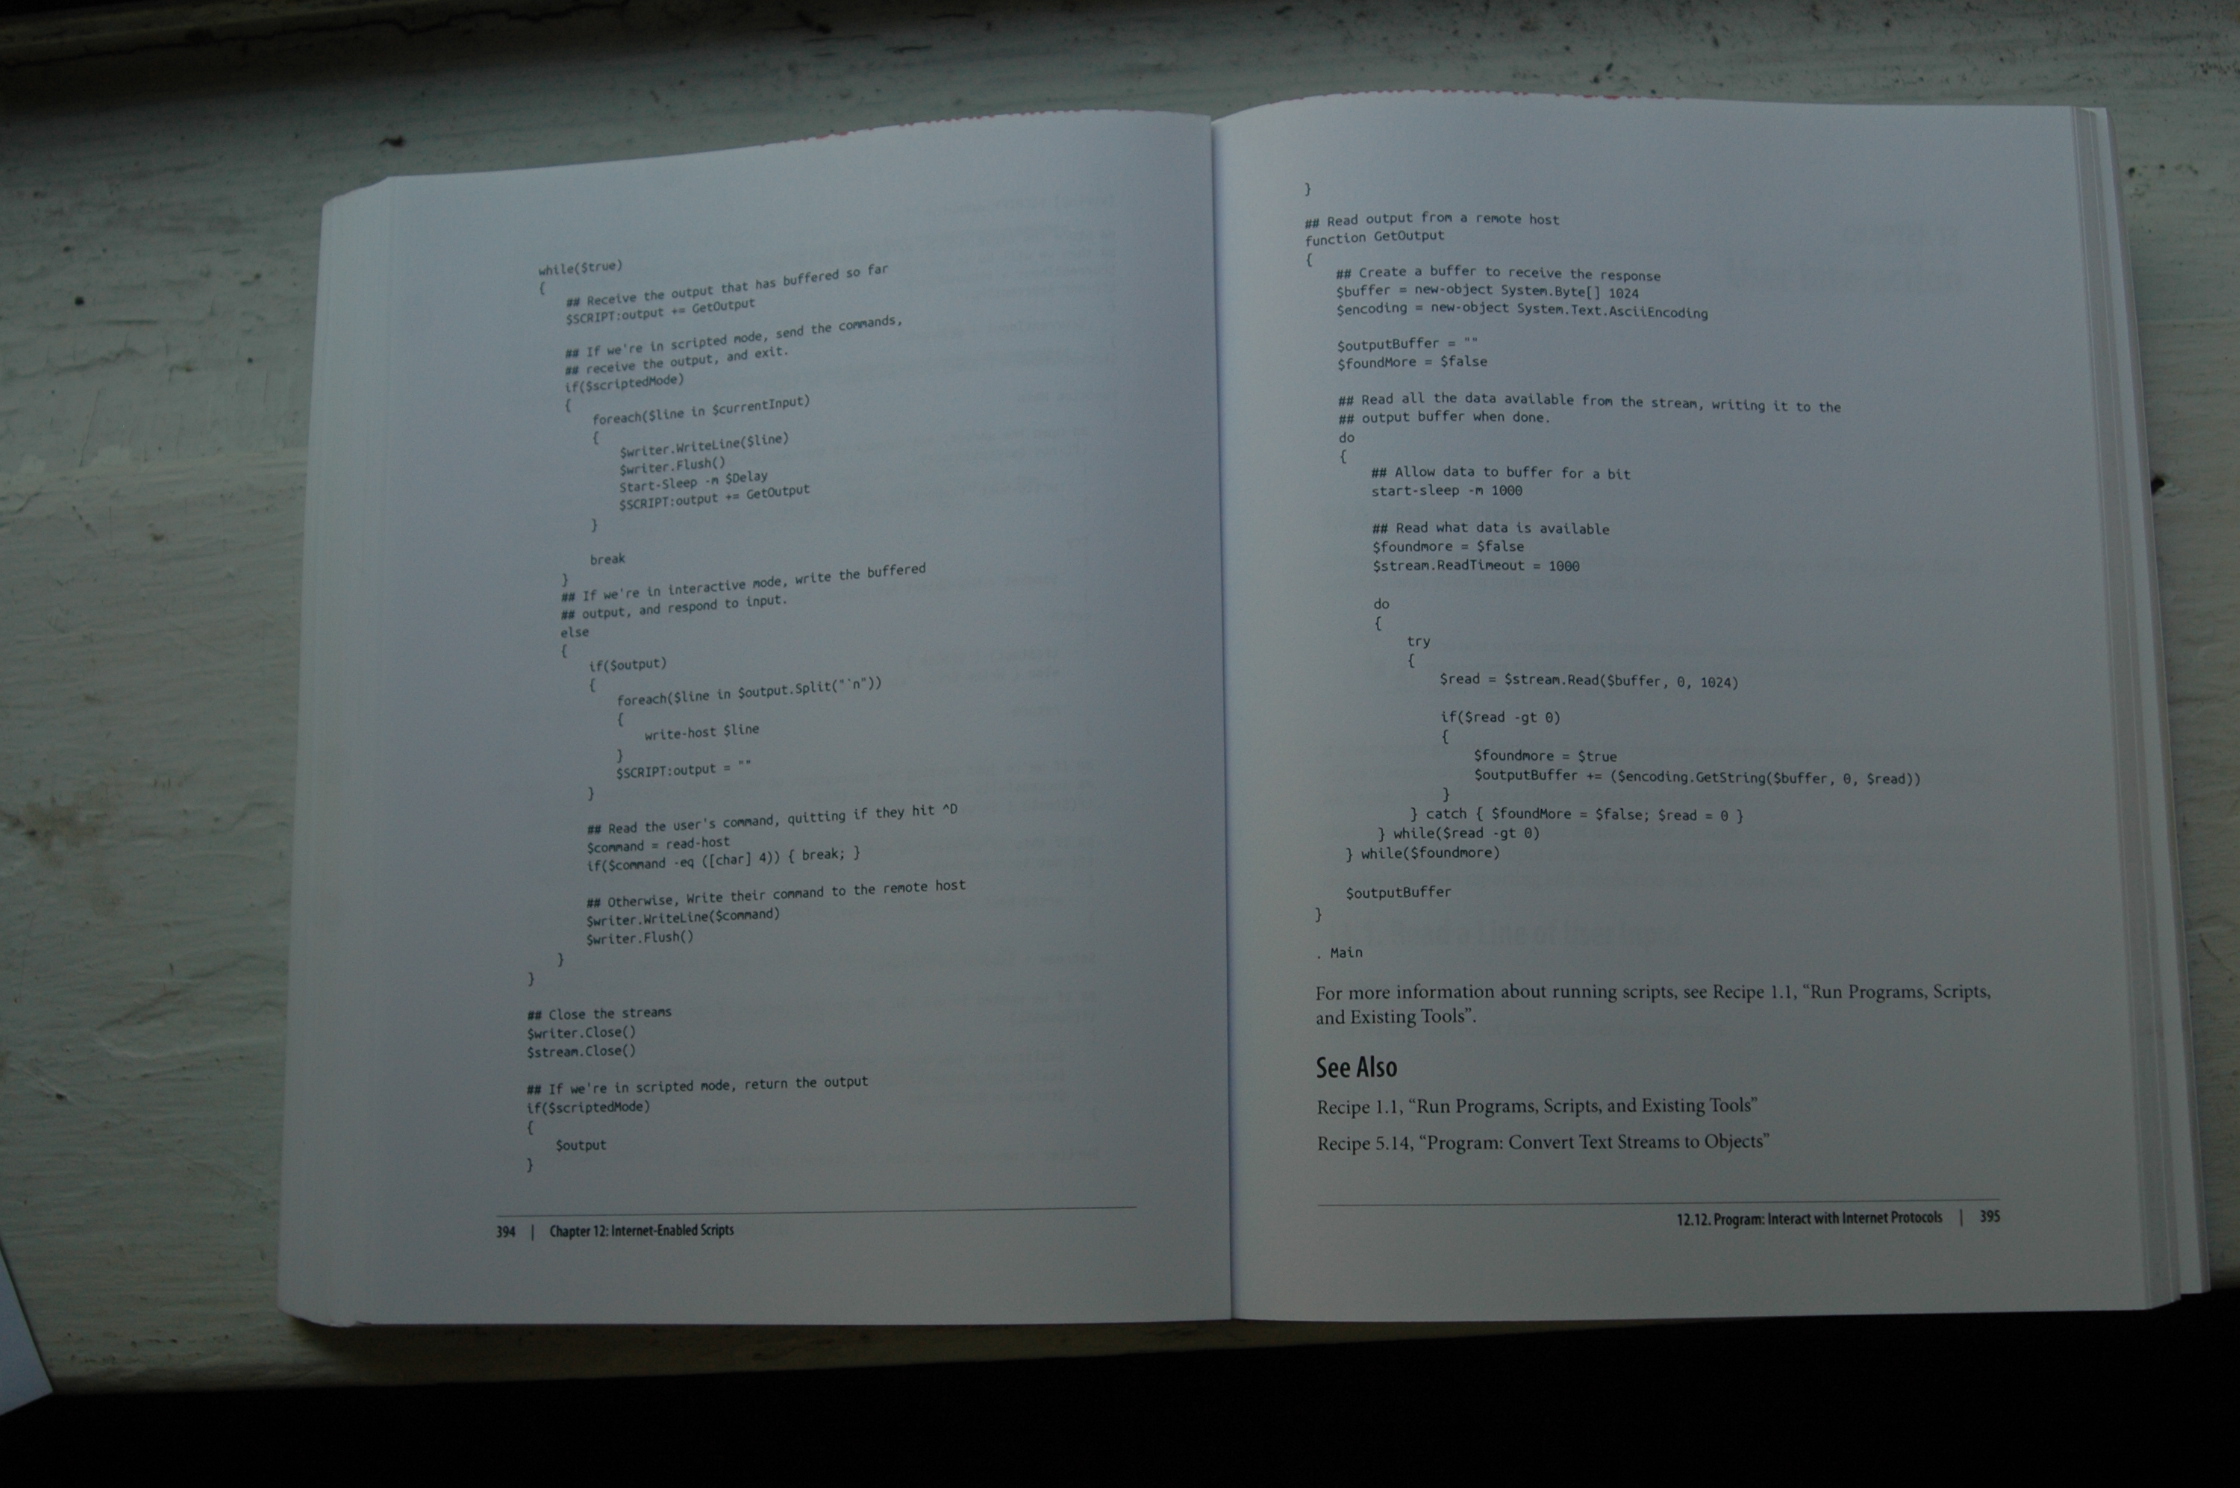 while($true)
{
    ## Receive the output that has buffered so far
    $SCRIPT:output += GetOutput

    ## If we're in scripted mode, send the commands,
    ## receive the output, and exit.
    if($scriptedMode)
    {
        foreach($line in $currentInput)
        {
            $writer.WriteLine($line)
            $writer.Flush()
            Start-Sleep -m $Delay
            $SCRIPT:output += GetOutput
        }

        break
    }
    ## If we're in interactive mode, write the buffered
    ## output, and respond to input.
    else
    {
        if($output)
        {
            foreach($line in $output.Split("`n"))
            {
                write-host $line
            }
            $SCRIPT:output = ""
        }

        ## Read the user's command, quitting if they hit ^D
        $command = read-host
        if($command -eq ([char] 4)) { break; }

        ## Otherwise, Write their command to the remote host
        $writer.WriteLine($command)
        $writer.Flush()
    }
}

## Close the streams
$writer.Close()
$stream.Close()

## If we're in scripted mode, return the output
if($scriptedMode)
{
    $output
}
394 | Chapter 12: Internet-Enabled Scripts
}

## Read output from a remote host
function GetOutput
{
    ## Create a buffer to receive the response
    $buffer = new-object System.Byte[] 1024
    $encoding = new-object System.Text.AsciiEncoding

    $outputBuffer = ""
    $foundMore = $false

    ## Read all the data available from the stream, writing it to the
    ## output buffer when done.
    do
    {
        ## Allow data to buffer for a bit
        start-sleep -m 1000

        ## Read what data is available
        $foundmore = $false
        $stream.ReadTimeout = 1000

        do
        {
            try
            {
                $read = $stream.Read($buffer, 0, 1024)

                if($read -gt 0)
                {
                    $foundmore = $true
                    $outputBuffer += ($encoding.GetString($buffer, 0, $read))
                }
            } catch { $foundMore = $false; $read = 0 }
        } while($read -gt 0)
    } while($foundmore)

    $outputBuffer
}

. Main
For more information about running scripts, see Recipe 1.1, “Run Programs, Scripts,
and Existing Tools”.
See Also
Recipe 1.1, “Run Programs, Scripts, and Existing Tools”
Recipe 5.14, “Program: Convert Text Streams to Objects”
12.12. Program: Interact with Internet Protocols | 395